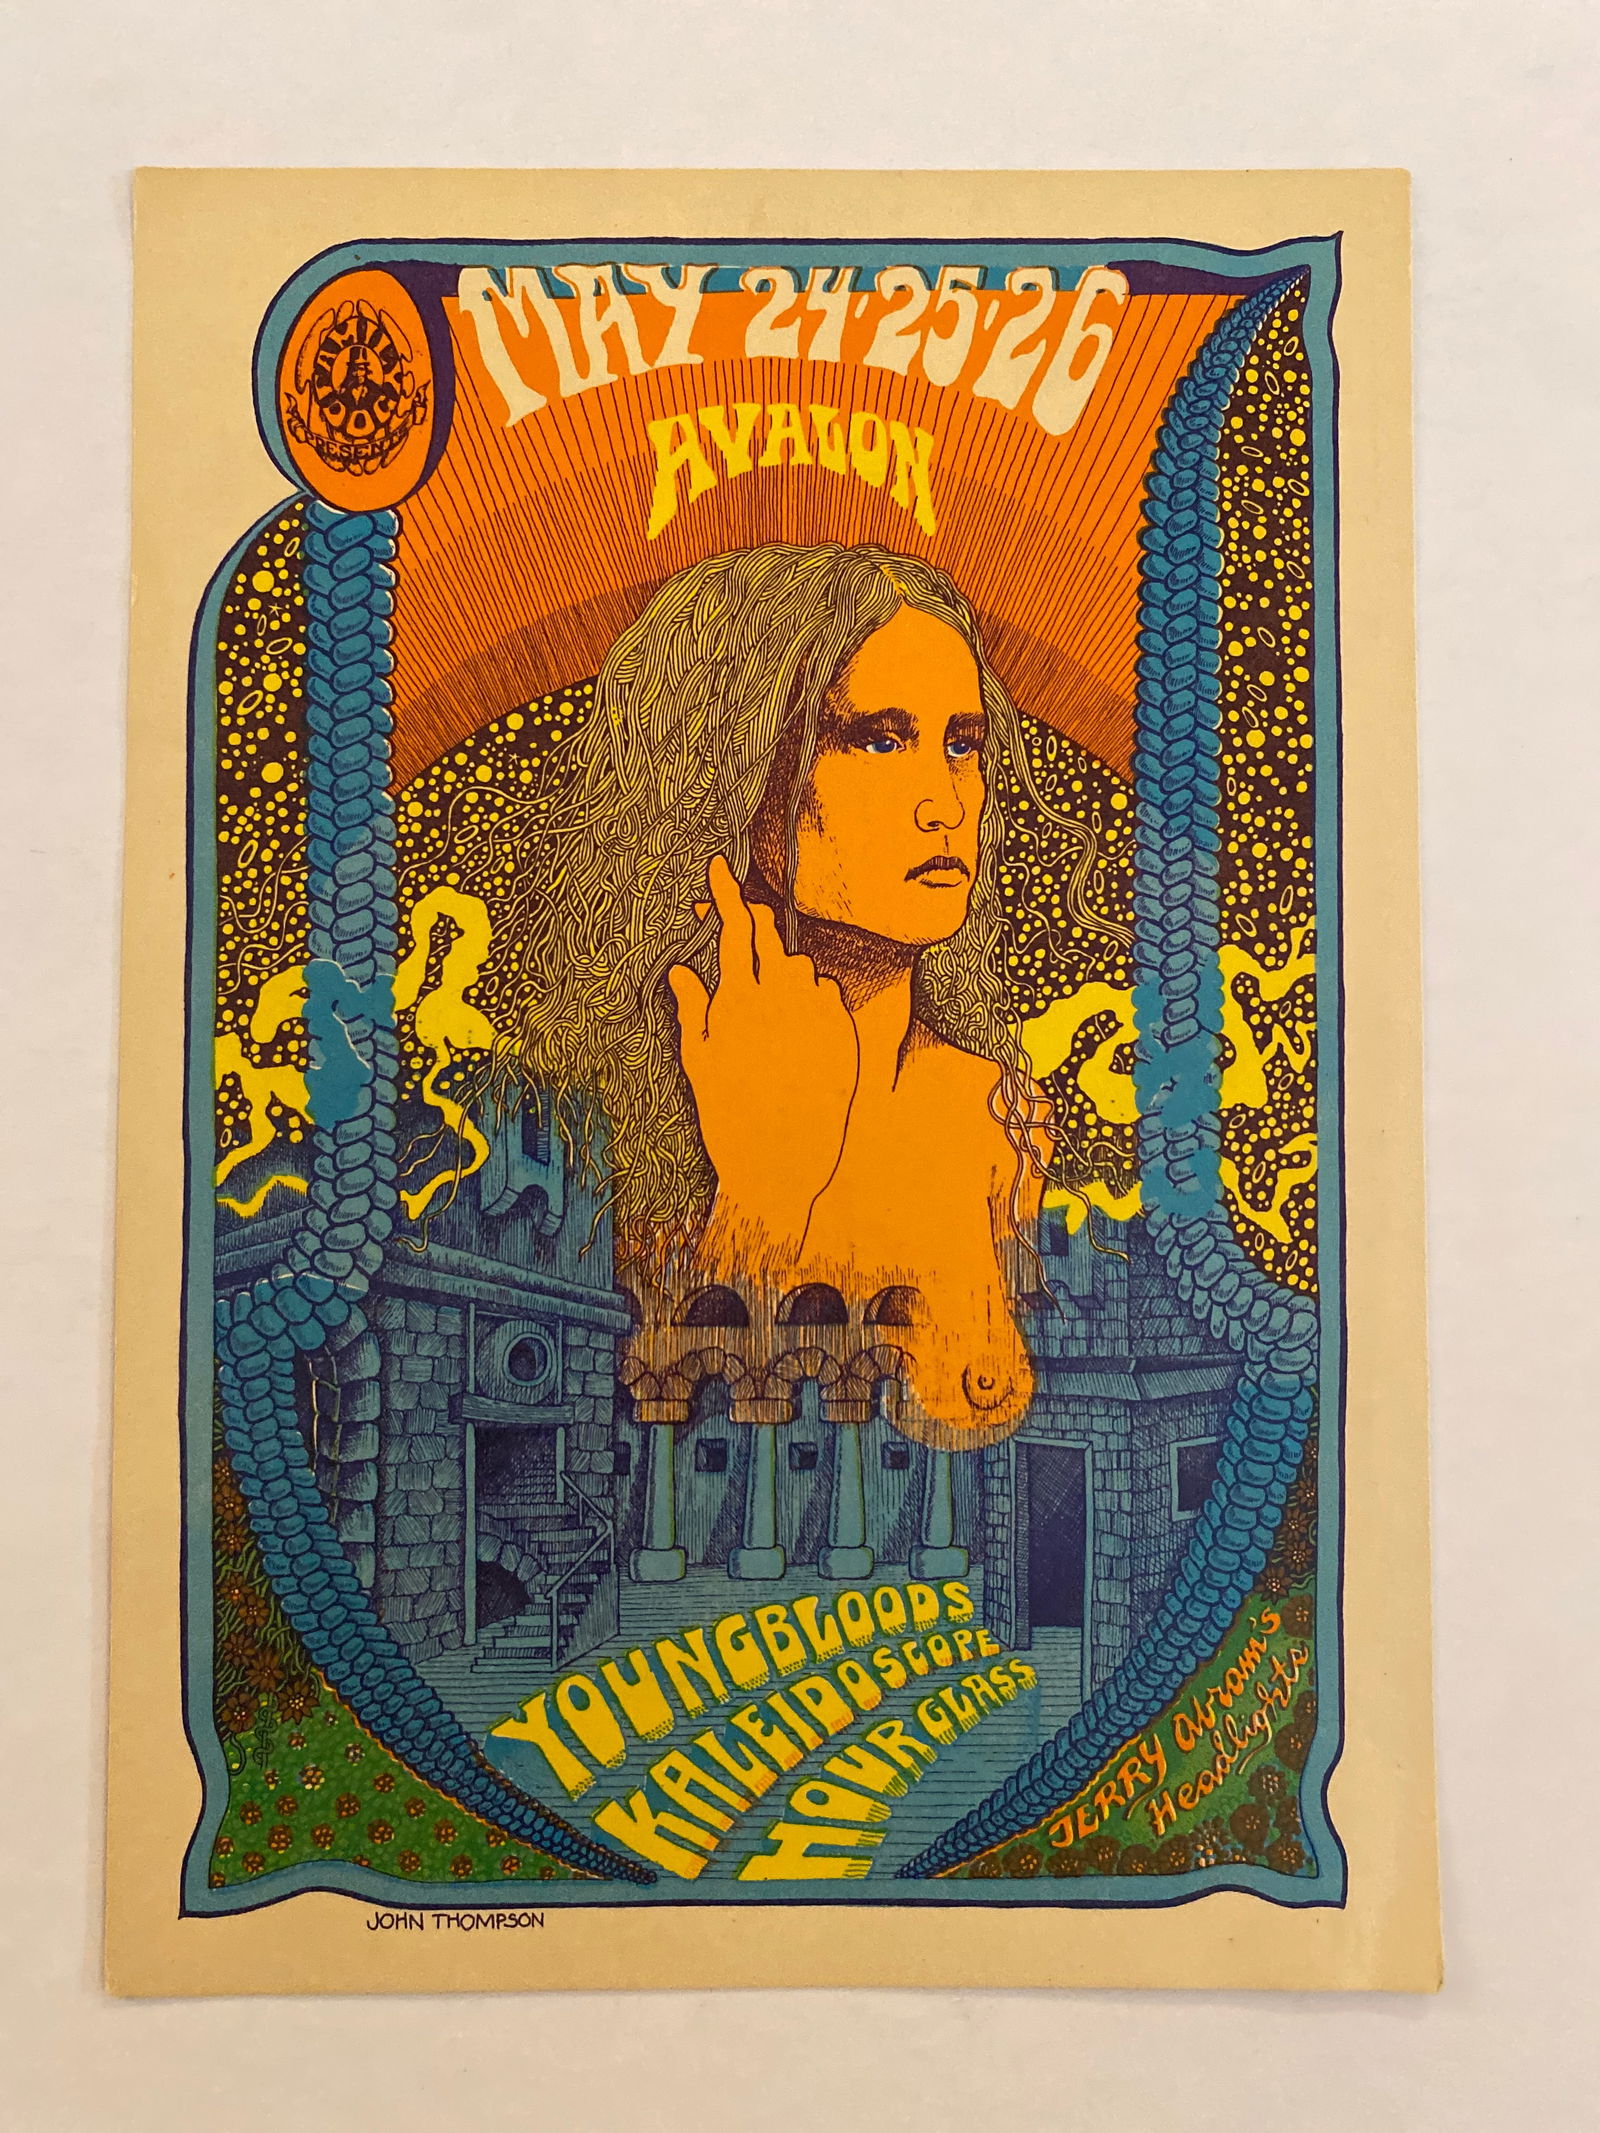 FAMILY DOG
PRESENTS
MAY 24·25·26
AVALON
YOUNGBLOODS
KALEIDOSCOPE
HOUR GLASS
JERRY Abram's
Headlights
JOHN THOMPSON